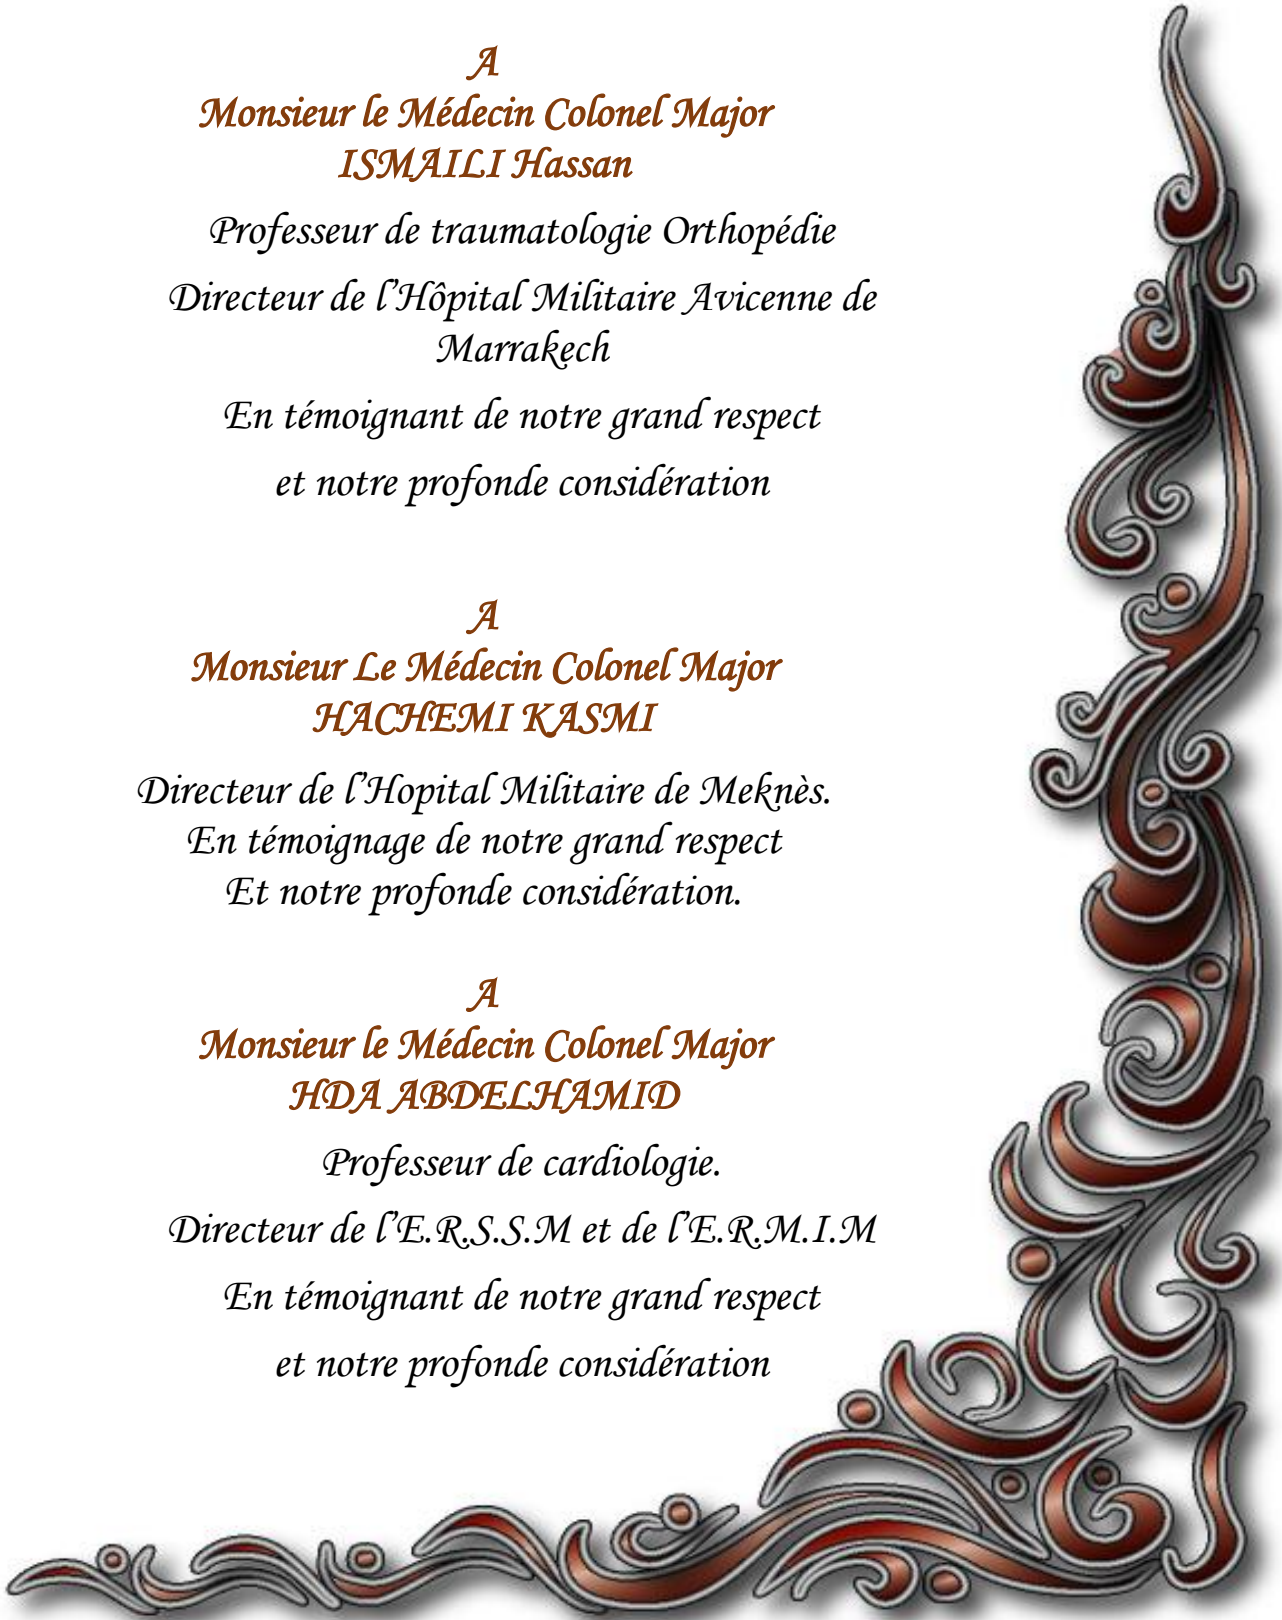 A
Monsieur le Médecin Colonel Major
ISMAILI Hassan
Professeur de traumatologie Orthopédie
Directeur de l’Hôpital Militaire Avicenne de
Marrakech
En témoignant de notre grand respect
et notre profonde considération
A
Monsieur Le Médecin Colonel Major
HACHEMI KASMI
Directeur de l’Hopital Militaire de Meknès.
En témoignage de notre grand respect
Et notre profonde considération.
A
Monsieur le Médecin Colonel Major
HDA ABDELHAMID
Professeur de cardiologie.
Directeur de l’E.R.S.S.M et de l’E.R.M.I.M
En témoignant de notre grand respect
et notre profonde considération